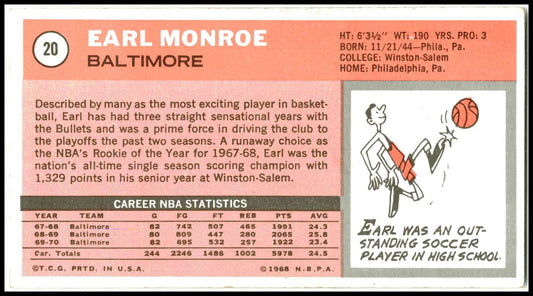 20
EARL MONROE
BALTIMORE
HT: 6'3½" WT: 190 YRS. PRO: 3
BORN: 11/21/44—Phila., Pa.
COLLEGE: Winston-Salem
HOME: Philadelphia, Pa.
Described by many as the most exciting player in basket-
ball, Earl has had three straight sensational years with
the Bullets and was a prime force in driving the club to
the playoffs the past two seasons. A runaway choice as
the NBA's Rookie of the Year for 1967-68, Earl was the
nation's all-time single season scoring champion with
1,329 points in his senior year at Winston-Salem.
CAREER NBA STATISTICS
YEAR TEAM G FG FT REB PTS AVG
67-68 Baltimore 82 742 507 465 1991 24.3
68-69 Baltimore 80 809 447 280 2065 25.8
69-70 Baltimore 82 695 532 257 1922 23.4
Car. Totals 244 2246 1486 1002 5978 24.5
©T.C.G. PRTD. IN U.S.A. ©1968 N.B.P.A.
EARL WAS AN OUT-
STANDING SOCCER
PLAYER IN HIGH SCHOOL.